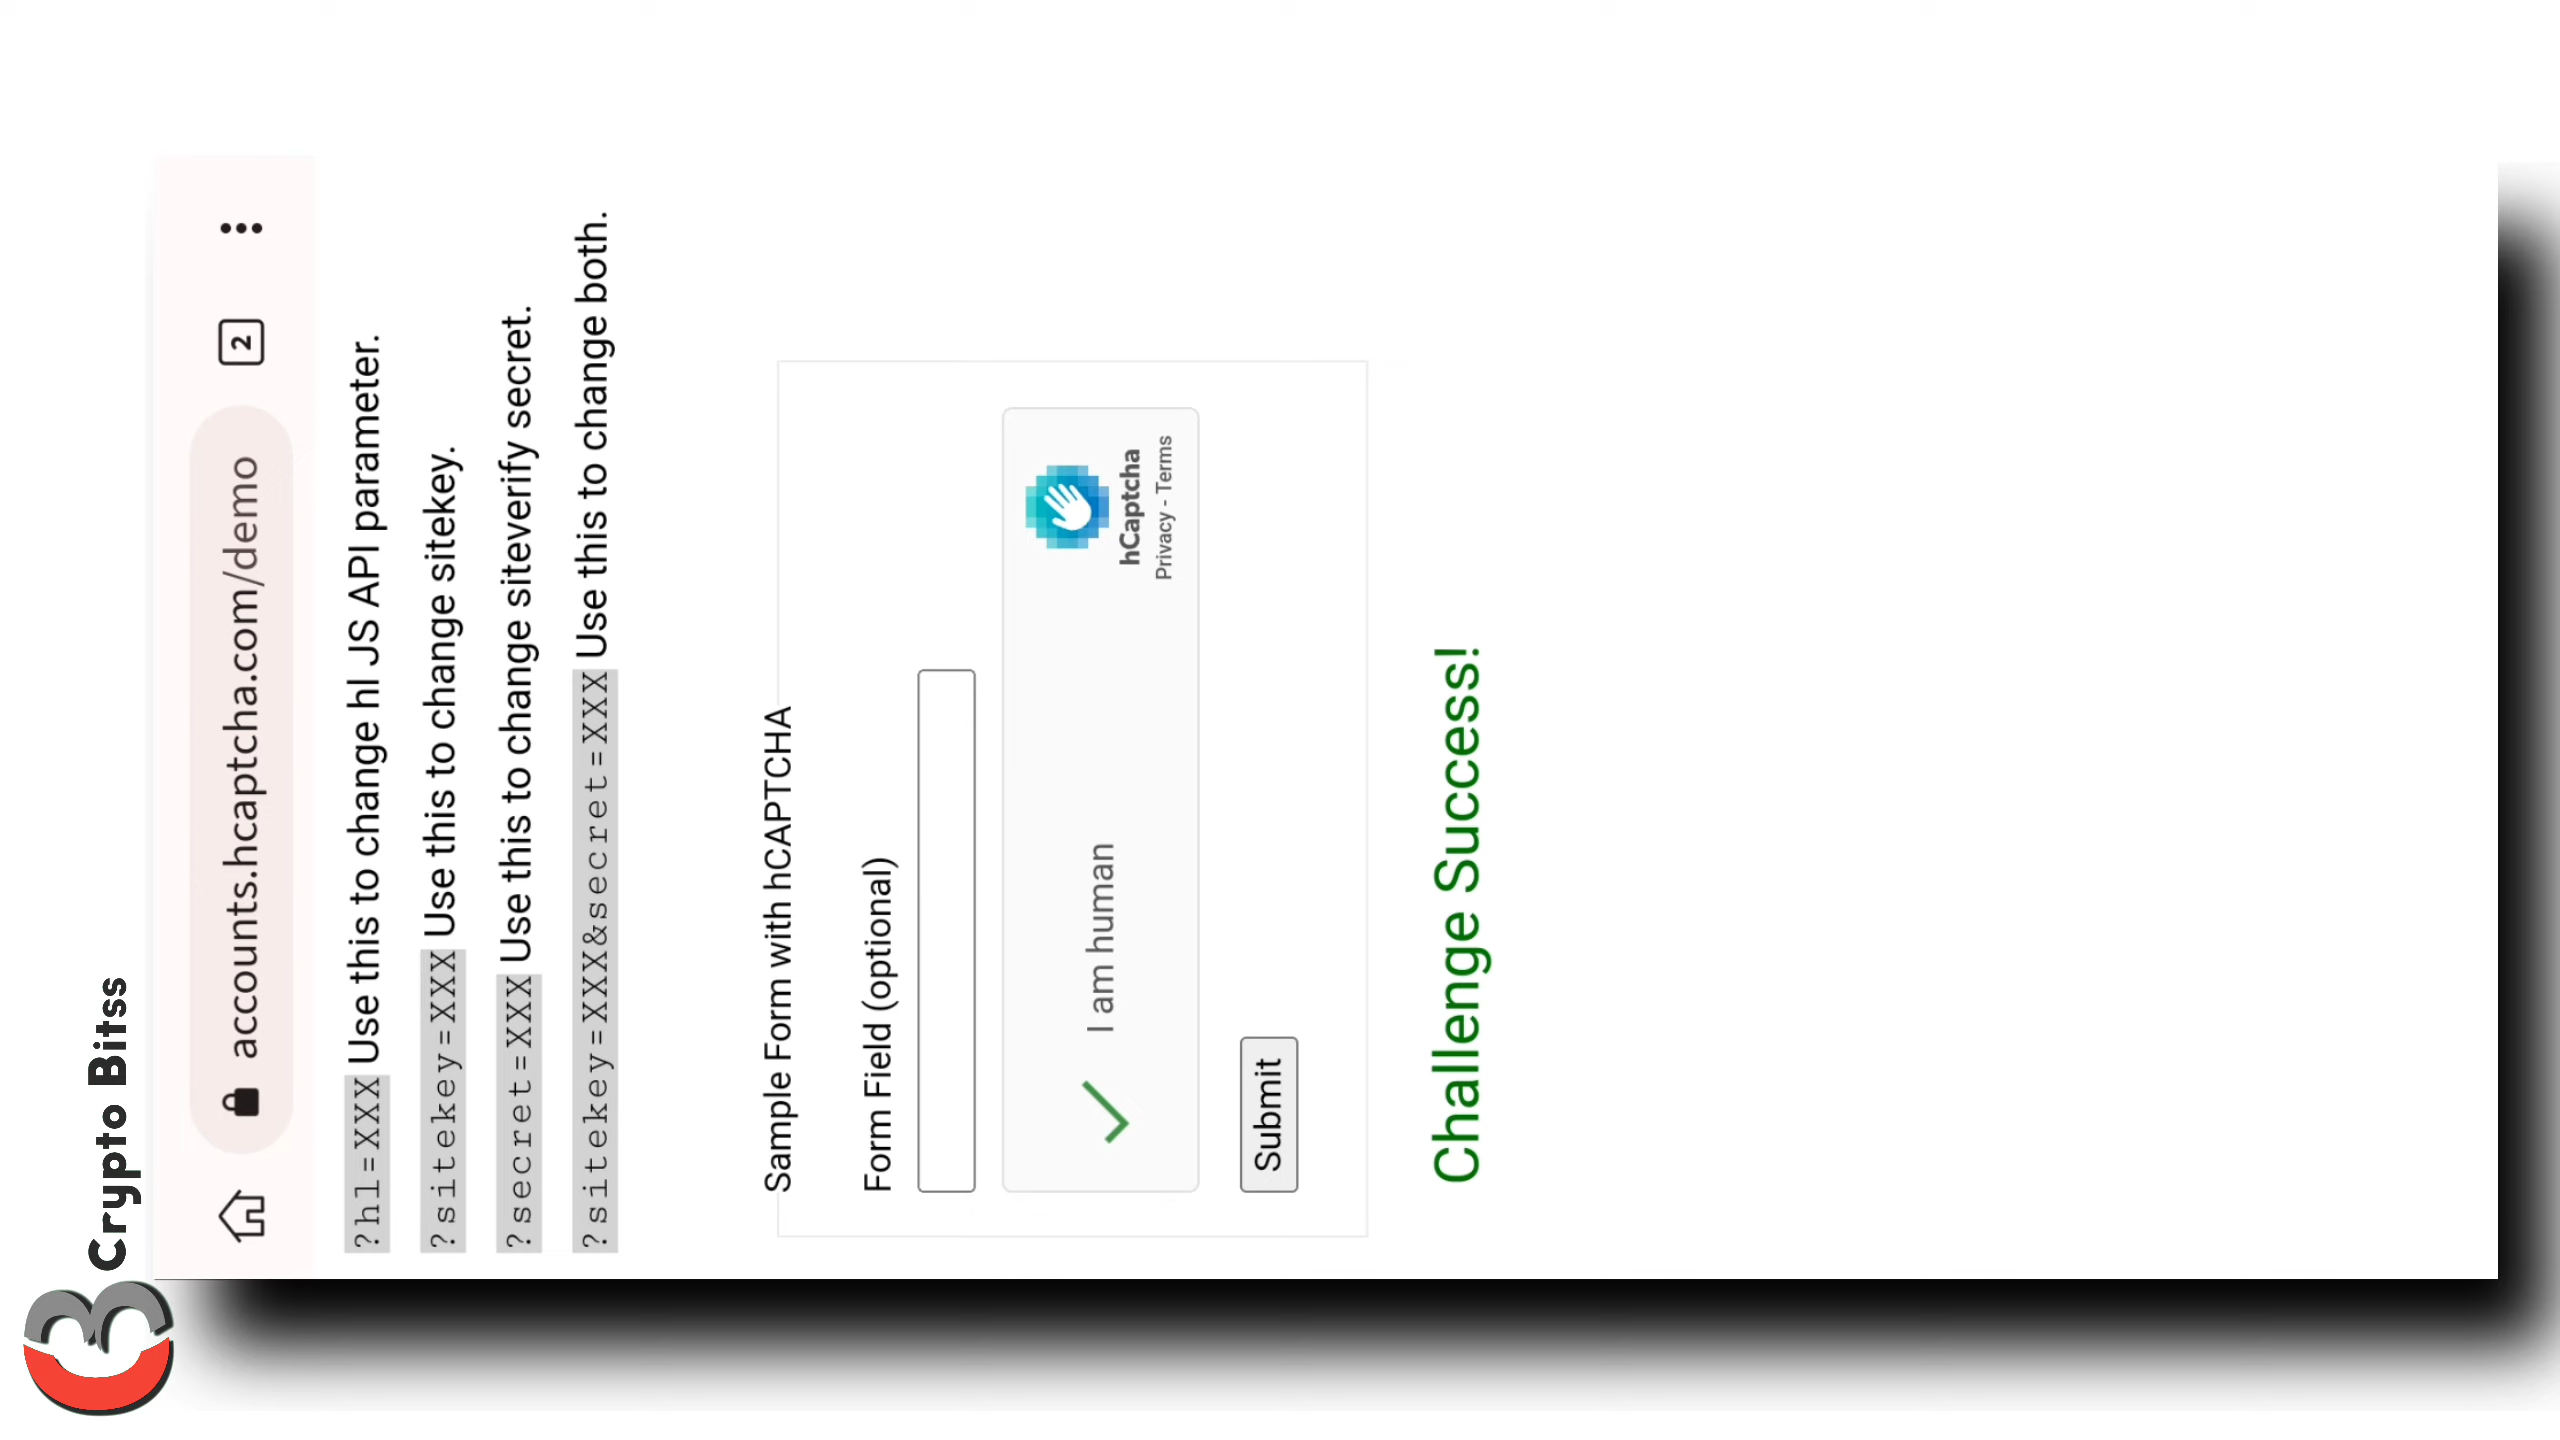 Crypto Bitss
accounts.hcaptcha.com/demo
2
?hl=XXX Use this to change hl JS API parameter.
?sitekey=XXX Use this to change sitekey.
?secret=XXX Use this to change siteverify secret.
?sitekey=XXX&secret=XXX Use this to change both.
Sample Form with hCAPTCHA
Form Field (optional)
I am human
hCaptcha
Privacy - Terms
Submit
Challenge Success!